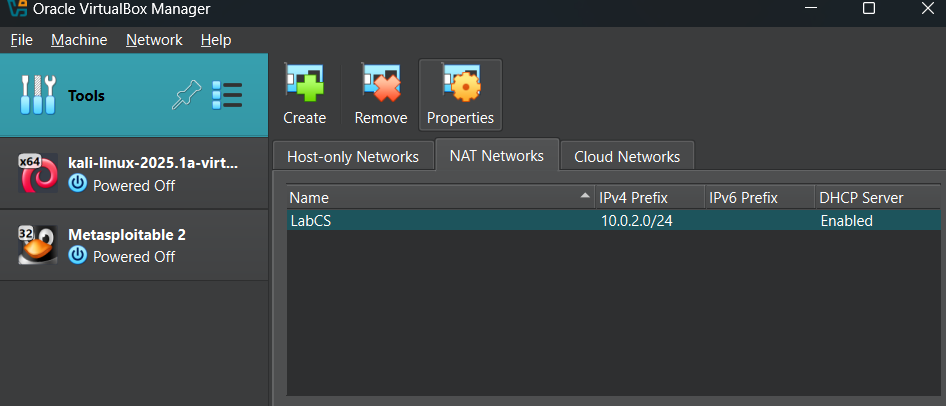 Oracle VirtualBox Manager
File Machine Network Help
Tools
Create Remove Properties
x64 kali-linux-2025.1a-virt...
Powered Off
32 Metasploitable 2
Powered Off
Host-only Networks NAT Networks Cloud Networks
Name IPv4 Prefix IPv6 Prefix DHCP Server
LabCS 10.0.2.0/24 Enabled